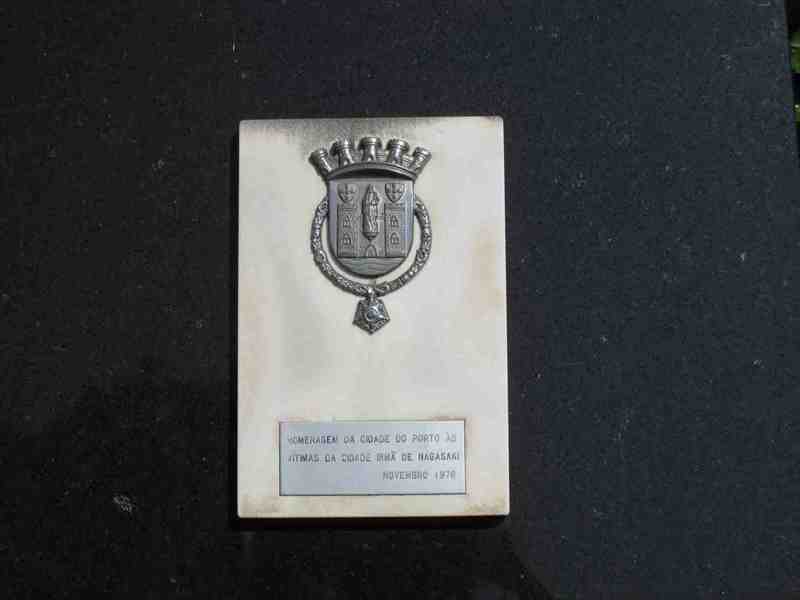 HOMENAGEM DA CIDADE DO PORTO ÀS
VÍTIMAS DA CIDADE IRMÃ DE NAGASAKI
NOVEMBRO 1978